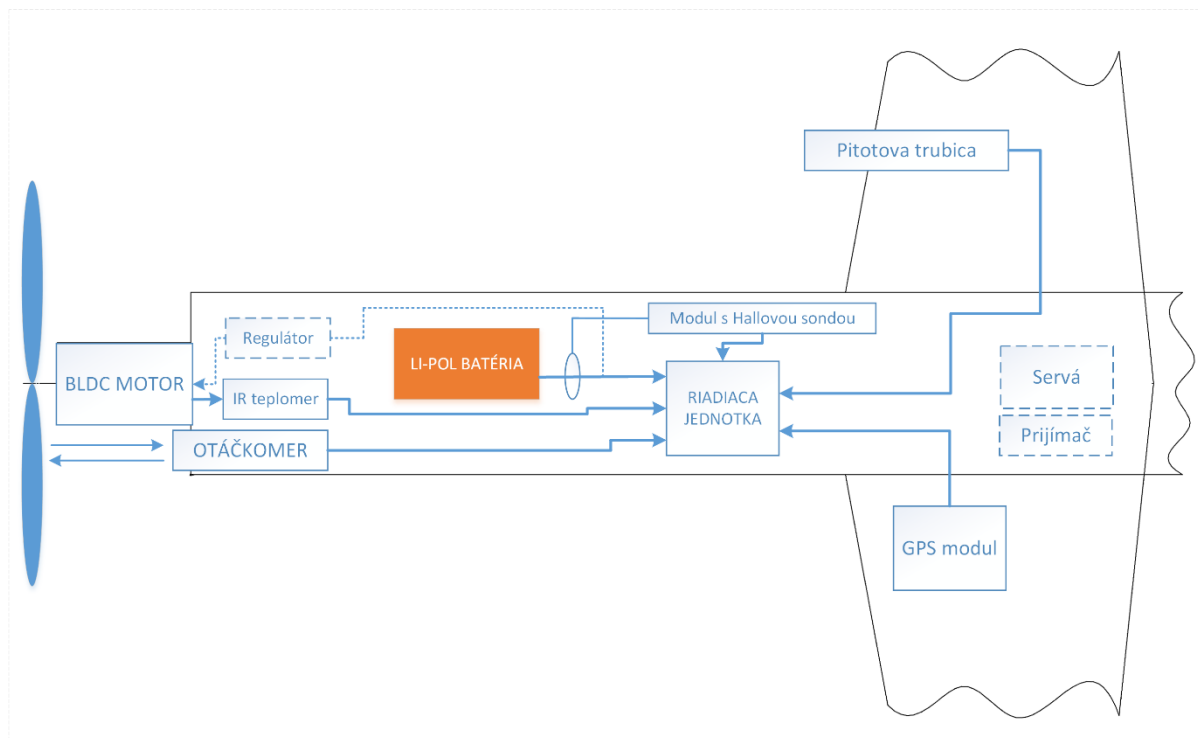 Pitotova trubica
Modul s Hallovou sondou
Regulátor
LI-POL BATÉRIA
BLDC MOTOR
IR teplomer
RIADIACA
JEDNOTKA
Servá
Prijímač
OTÁČKOMER
GPS modul